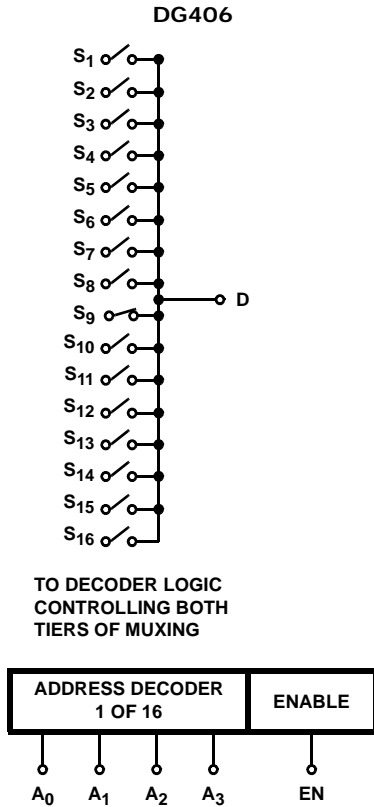 DG406
S1
S2
S3
S4
S5
S6
S7
S8
D
S9
S10
S11
S12
S13
S14
S15
S16
TO DECODER LOGIC
CONTROLLING BOTH
TIERS OF MUXING
ADDRESS DECODER
1 OF 16
ENABLE
A0 A1 A2 A3 EN